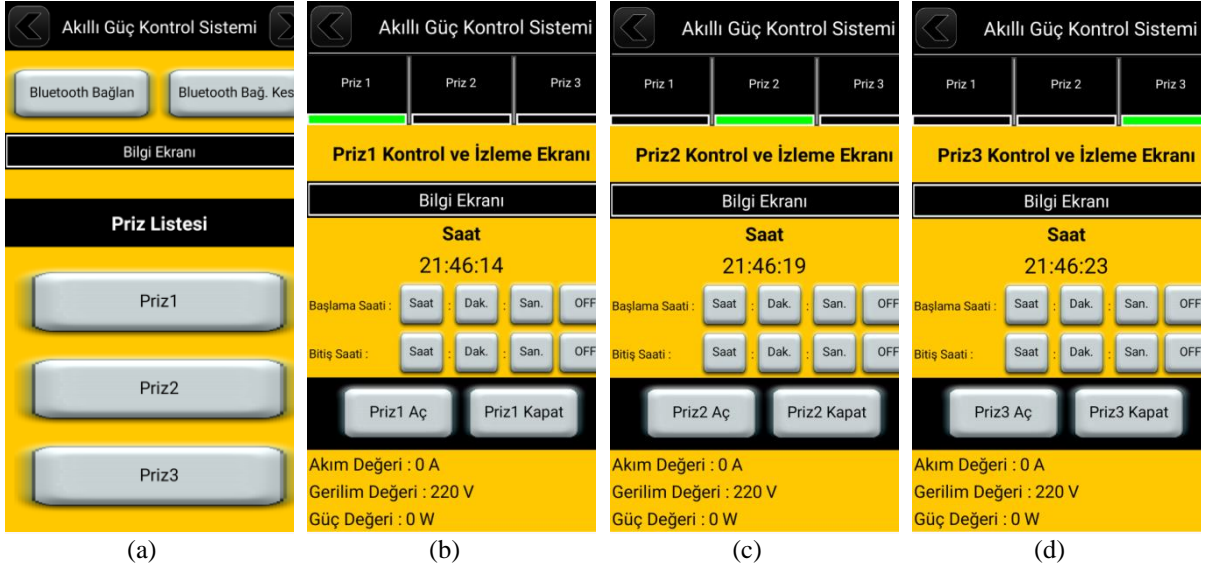 Akıllı Güç Kontrol Sistemi
Bluetooth Bağlan Bluetooth Bağ. Kes
Bilgi Ekranı
Priz Listesi
Priz1
Priz2
Priz3
(a)
Akıllı Güç Kontrol Sistemi
Priz 1 Priz 2 Priz 3
Priz1 Kontrol ve İzleme Ekranı
Bilgi Ekranı
Saat
21:46:14
Başlama Saati : Saat : Dak. : San. OFF
Bitiş Saati : Saat : Dak. : San. OFF
Priz1 Aç Priz1 Kapat
Akım Değeri : 0 A
Gerilim Değeri : 220 V
Güç Değeri : 0 W
(b)
Akıllı Güç Kontrol Sistemi
Priz 1 Priz 2 Priz 3
Priz2 Kontrol ve İzleme Ekranı
Bilgi Ekranı
Saat
21:46:19
Başlama Saati : Saat : Dak. : San. OFF
Bitiş Saati : Saat : Dak. : San. OFF
Priz2 Aç Priz2 Kapat
Akım Değeri : 0 A
Gerilim Değeri : 220 V
Güç Değeri : 0 W
(c)
Akıllı Güç Kontrol Sistemi
Priz 1 Priz 2 Priz 3
Priz3 Kontrol ve İzleme Ekranı
Bilgi Ekranı
Saat
21:46:23
Başlama Saati : Saat : Dak. : San. OFF
Bitiş Saati : Saat : Dak. : San. OFF
Priz3 Aç Priz3 Kapat
Akım Değeri : 0 A
Gerilim Değeri : 220 V
Güç Değeri : 0 W
(d)